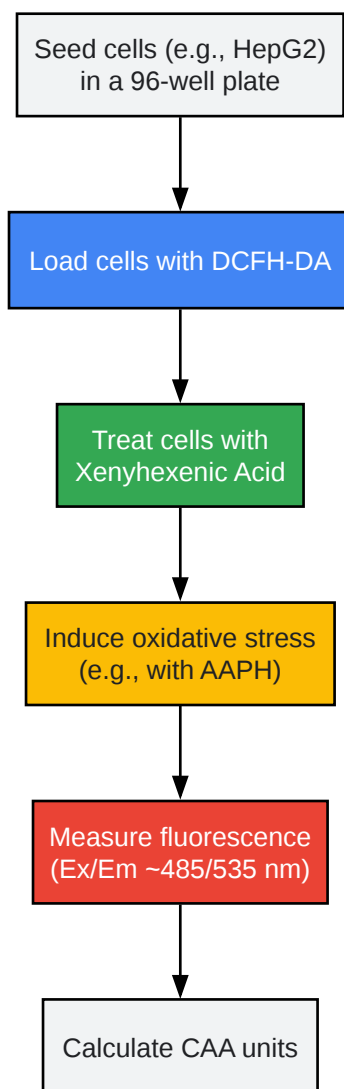 Seed cells (e.g., HepG2)
in a 96-well plate
Load cells with DCFH-DA
Treat cells with
Xenyhexenic Acid
Induce oxidative stress
(e.g., with AAPH)
Measure fluorescence
(Ex/Em ~485/535 nm)
Calculate CAA units